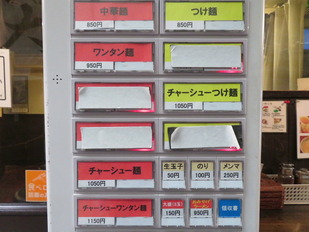 中華麺
850円
つけ麺
850円
ワンタン麺
950円
チャーシューつけ麺
1050円
チャーシュー麺
1050円
生玉子
50円
のり
100円
メンマ
250円
チャーシューワンタン麺
1150円
150円
950円
領収書